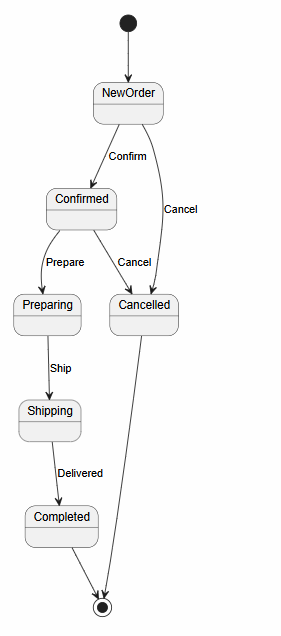 NewOrder
Confirm
Confirmed
Cancel
Prepare
Cancel
Preparing
Cancelled
Ship
Shipping
Delivered
Completed